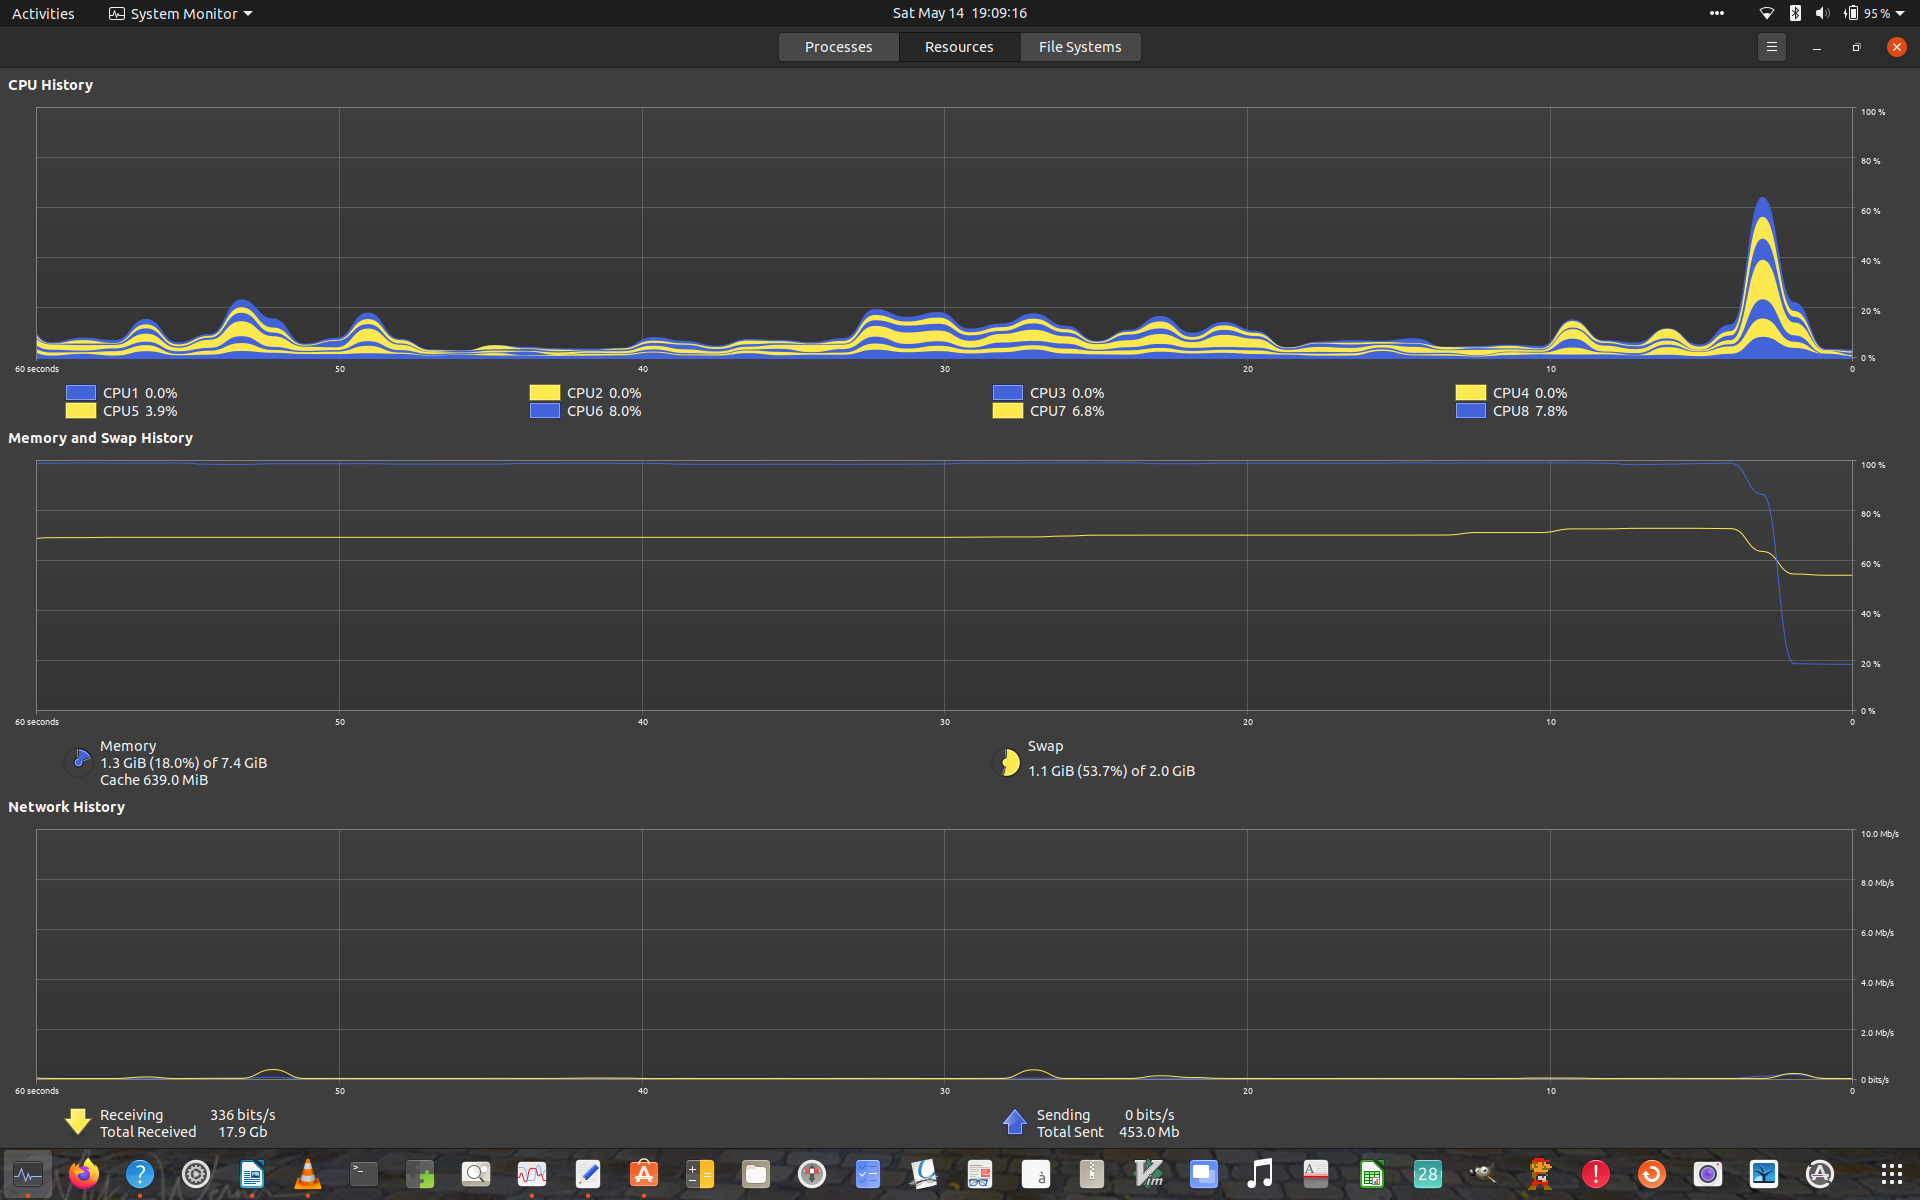 Activities System Monitor Sat May 14 19:09:16 95 %
Processes Resources File Systems
CPU History
100 %
80 %
60 %
40 %
20 %
0 %
60 seconds 50 40 30 20 10 0
CPU1 0.0% CPU2 0.0% CPU3 0.0% CPU4 0.0%
CPU5 3.9% CPU6 8.0% CPU7 6.8% CPU8 7.8%
Memory and Swap History
100 %
80 %
60 %
40 %
20 %
0 %
60 seconds 50 40 30 20 10 0
Memory
1.3 GiB (18.0%) of 7.4 GiB
Cache 639.0 MiB
Swap
1.1 GiB (53.7%) of 2.0 GiB
Network History
10.0 Mb/s
8.0 Mb/s
6.0 Mb/s
4.0 Mb/s
2.0 Mb/s
0 bits/s
60 seconds 50 40 30 20 10 0
Receiving 336 bits/s
Total Received 17.9 Gb
Sending 0 bits/s
Total Sent 453.0 Mb
? >_ à Vim A 28 !